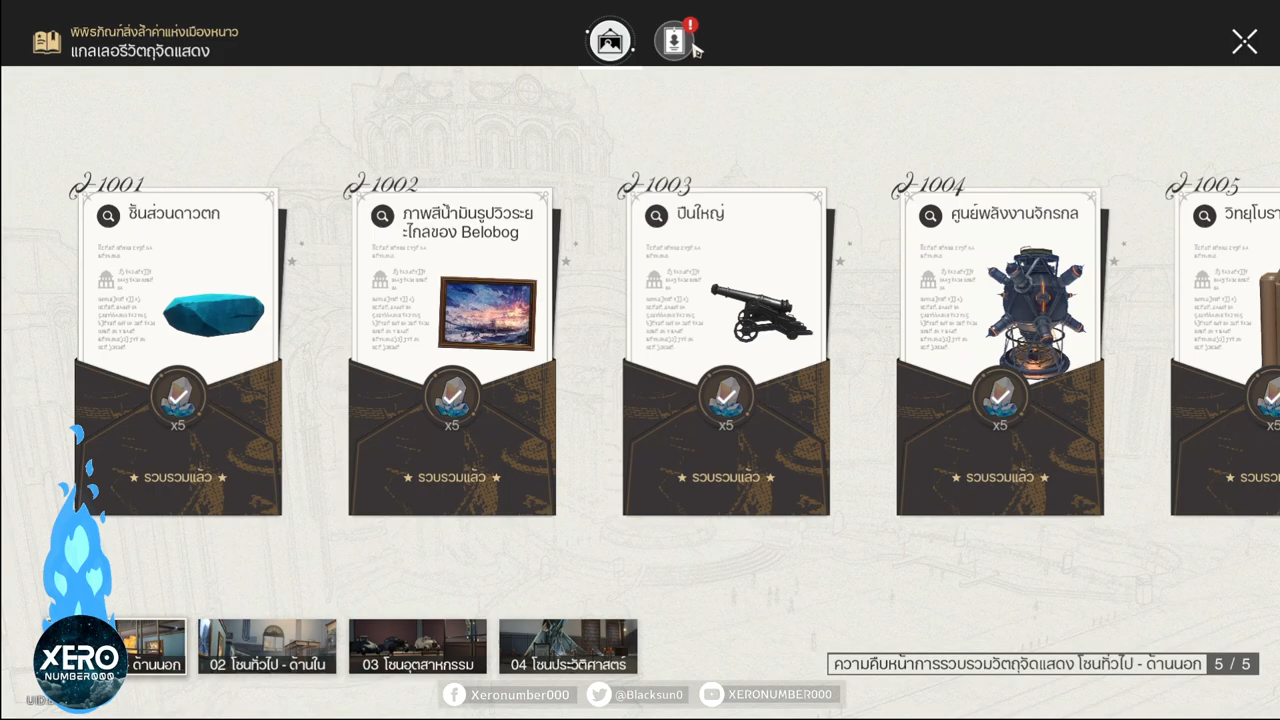 พิพิธภัณฑ์สิ่งล้ำค่าแห่งเมืองหนาว
แกลเลอรีวัตถุจัดแสดง
1001
ชิ้นส่วนดาวตก
x5
รวบรวมแล้ว
1002
ภาพสีน้ำมันรูปวิวระย
ะไกลของ Belobog
x5
รวบรวมแล้ว
1003
ปืนใหญ่
x5
รวบรวมแล้ว
1004
ศูนย์พลังงานจักรกล
x5
รวบรวมแล้ว
1005
x5
ด้านนอก
02 โซนทั่วไป - ด้านใน
03 โซนอุตสาหกรรม
04 โซนประวัติศาสตร์
ความคืบหน้าการรวบรวมวัตถุจัดแสดง โซนทั่วไป - ด้านนอก 5 / 5
XERO
NUMBER000
Xeronumber000
@Blacksun0
XERONUMBER000